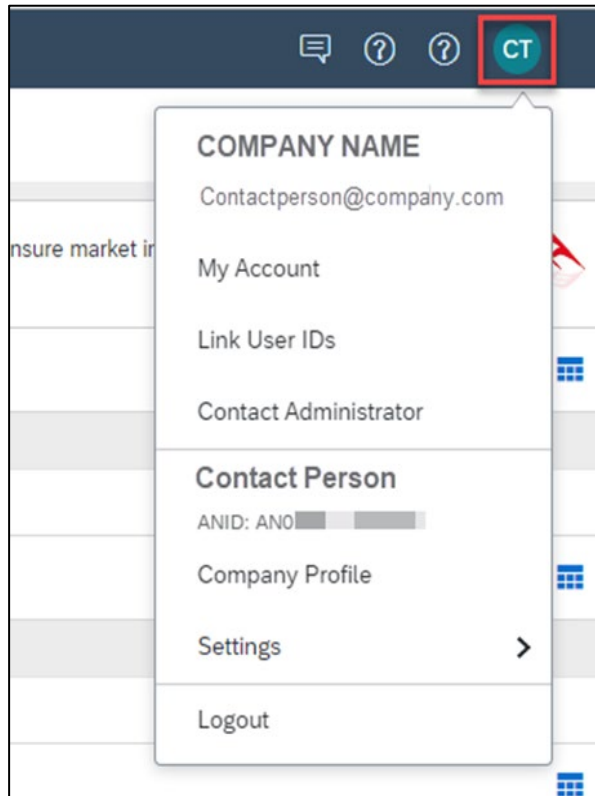 CT
COMPANY NAME
Contactperson@company.com
nsure market in
My Account
Link User IDs
Contact Administrator
Contact Person
ANID: AN0
Company Profile
Settings
Logout